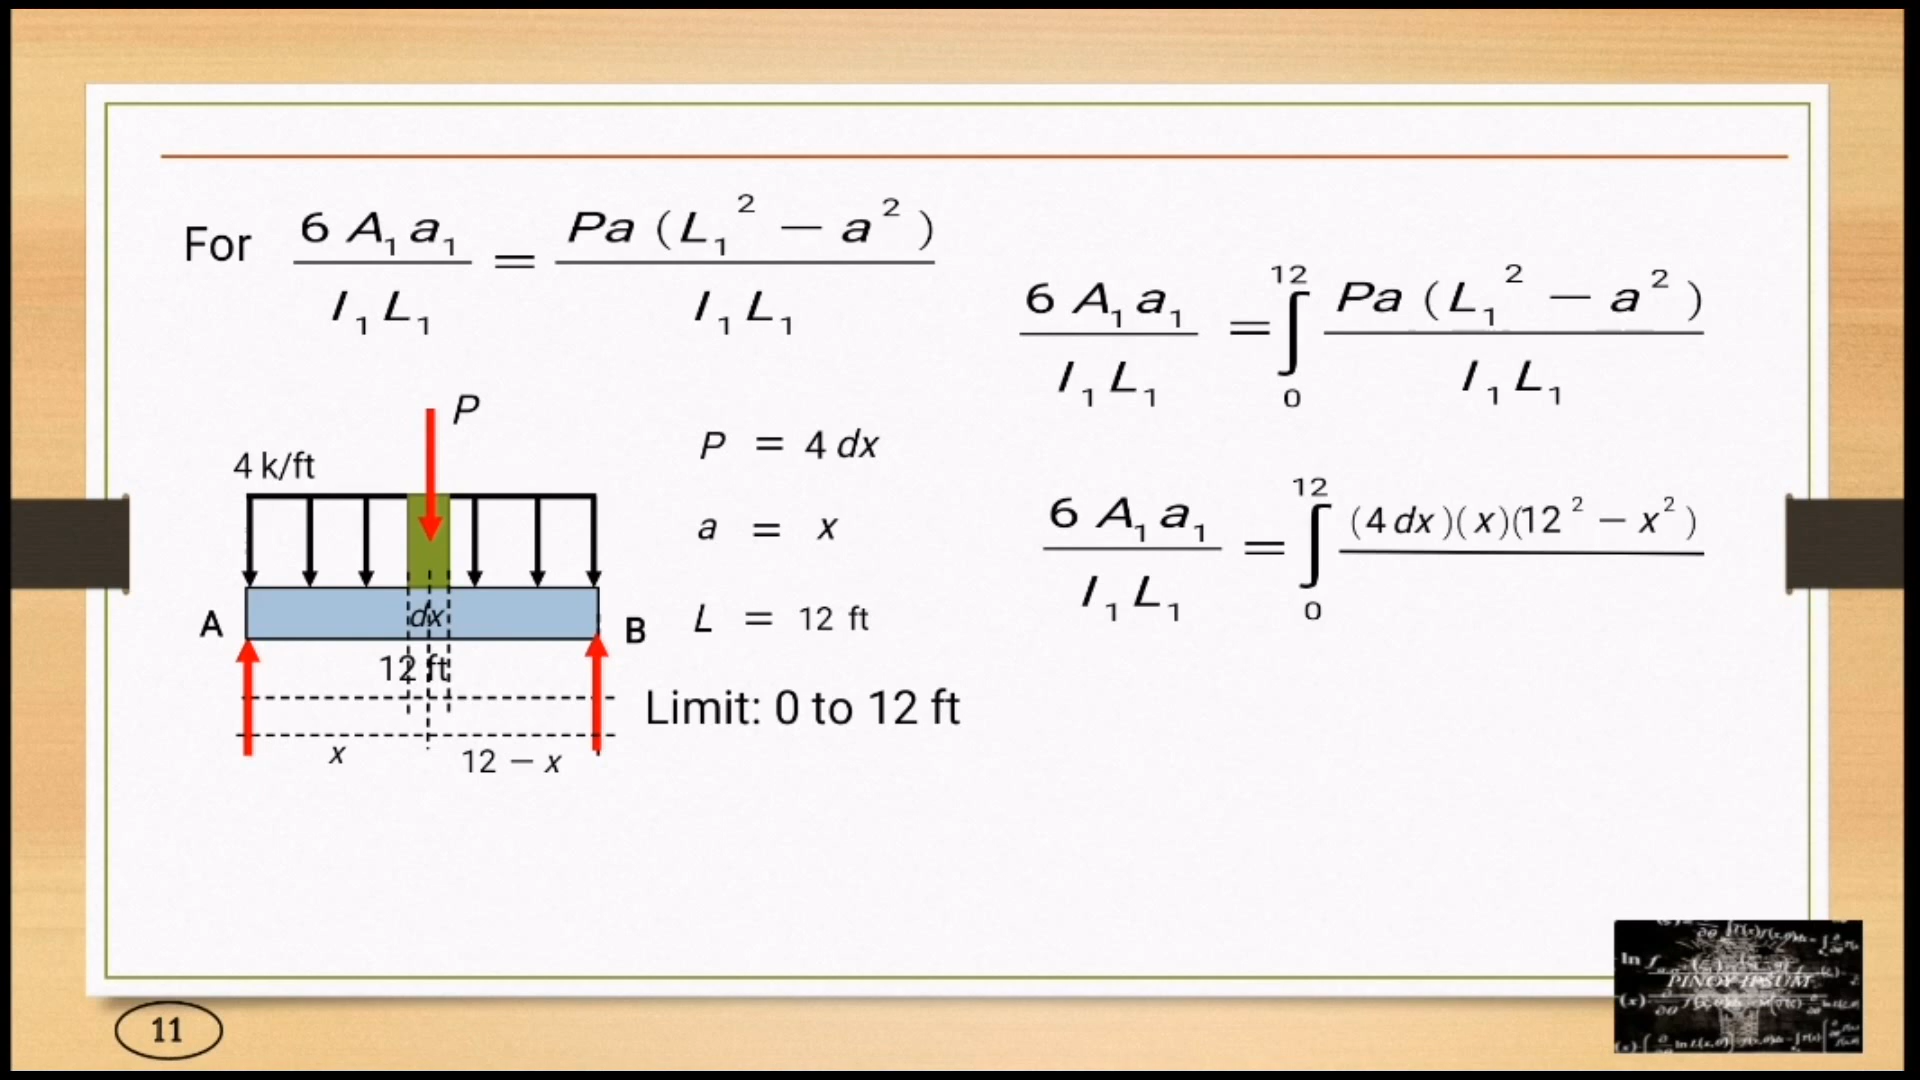 For 6 A₁ a₁ / I₁ L₁ = Pa (L₁² − a²) / I₁ L₁
6 A₁ a₁ / I₁ L₁ = ∫₀¹² Pa (L₁² − a²) / I₁ L₁
P
4 k/ft
P = 4 dx
a = x
L = 12 ft
Limit: 0 to 12 ft
6 A₁ a₁ / I₁ L₁ = ∫₀¹² (4 dx)(x)(12² − x²)
A
dx
B
12 ft
x
12 − x
PINOY IPSUM
11